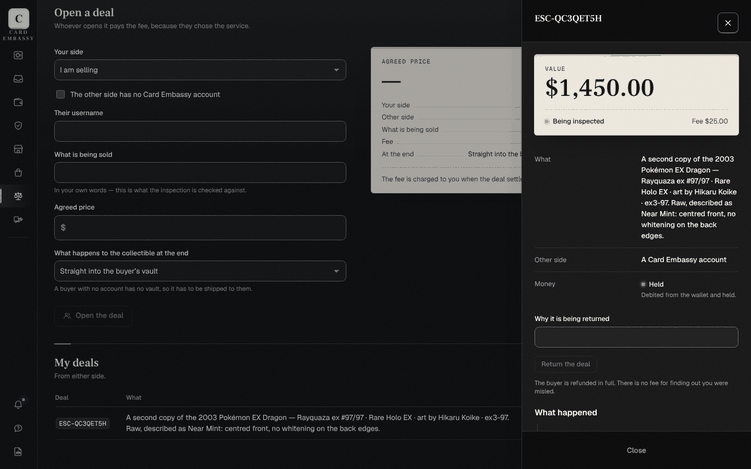 C
CARD
EMBASSY
Open a deal
Whoever opens it pays the fee, because they chose the service.
Your side
I am selling
The other side has no Card Embassy account
Their username
What is being sold
In your own words — this is what the inspection is checked against.
Agreed price
$
What happens to the collectible at the end
Straight into the buyer's vault
A buyer with no account has no vault, so it has to be shipped to them.
Open the deal
AGREED PRICE
—
Your side
Other side
What is being sold
Fee
At the end
Straight into the b
The fee is charged to you when the deal settle
My deals
From either side.
Deal
What
ESC-QC3QET5H
A second copy of the 2003 Pokémon EX Dragon — Rayquaza ex #97/97 · Rare Holo EX · art by Hikaru Koike · ex3-97.
Raw, described as Near Mint: centred front, no whitening on the back edges.
ESC-QC3QET5H
VALUE
$1,450.00
Being inspected
Fee $25.00
What
A second copy of the 2003
Pokémon EX Dragon —
Rayquaza ex #97/97 · Rare
Holo EX · art by Hikaru Koike
· ex3-97. Raw, described as
Near Mint: centred front, no
whitening on the back
edges.
Other side
A Card Embassy account
Money
Held
Debited from the wallet and held.
Why it is being returned
Return the deal
The buyer is refunded in full. There is no fee for finding out you were
misled.
What happened
Close